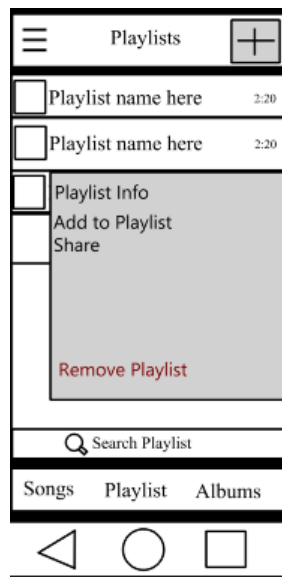 Playlists
Playlist name here 2:20
Playlist name here 2:20
Playlist Info
Add to Playlist
Share
Remove Playlist
Search Playlist
Songs Playlist Albums